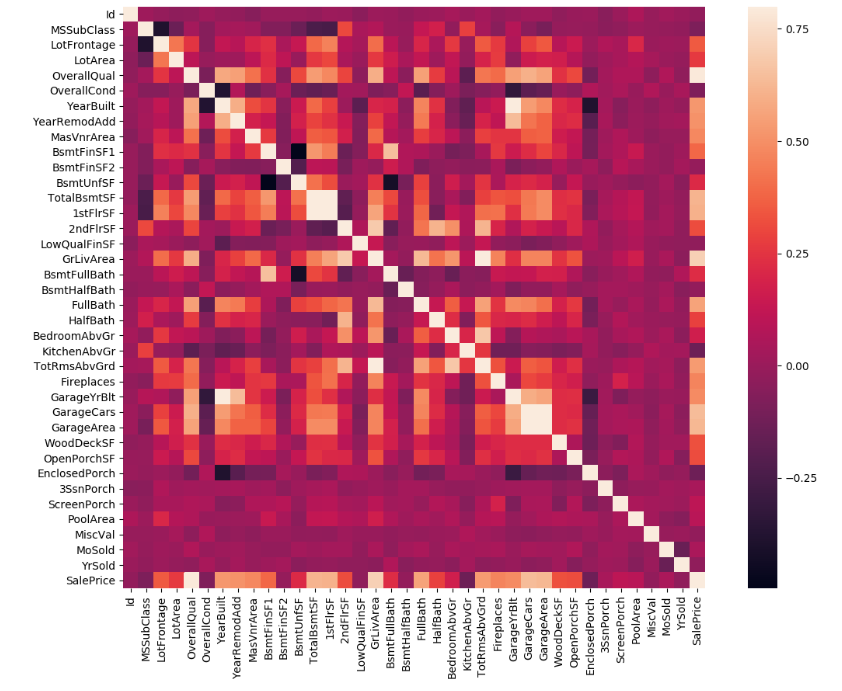 Id
MSSubClass
LotFrontage
LotArea
OverallQual
OverallCond
YearBuilt
YearRemodAdd
MasVnrArea
BsmtFinSF1
BsmtFinSF2
BsmtUnfSF
TotalBsmtSF
1stFlrSF
2ndFlrSF
LowQualFinSF
GrLivArea
BsmtFullBath
BsmtHalfBath
FullBath
HalfBath
BedroomAbvGr
KitchenAbvGr
TotRmsAbvGrd
Fireplaces
GarageYrBlt
GarageCars
GarageArea
WoodDeckSF
OpenPorchSF
EnclosedPorch
3SsnPorch
ScreenPorch
PoolArea
MiscVal
MoSold
YrSold
SalePrice
Id
MSSubClass
LotFrontage
LotArea
OverallQual
OverallCond
YearBuilt
YearRemodAdd
MasVnrArea
BsmtFinSF1
BsmtFinSF2
BsmtUnfSF
TotalBsmtSF
1stFlrSF
2ndFlrSF
LowQualFinSF
GrLivArea
BsmtFullBath
BsmtHalfBath
FullBath
HalfBath
BedroomAbvGr
KitchenAbvGr
TotRmsAbvGrd
Fireplaces
GarageYrBlt
GarageCars
GarageArea
WoodDeckSF
OpenPorchSF
EnclosedPorch
3SsnPorch
ScreenPorch
PoolArea
MiscVal
MoSold
YrSold
SalePrice
0.75
0.50
0.25
0.00
−0.25